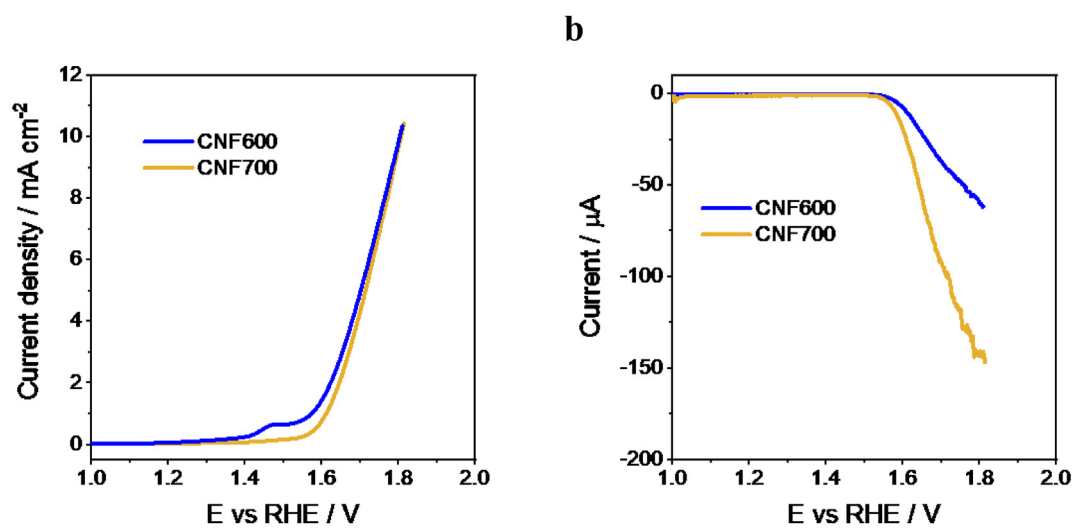 b
12
10
8
6
4
2
0
CNF600
CNF700
Current density / mA cm⁻²
1.0 1.2 1.4 1.6 1.8 2.0
E vs RHE / V
0
-50
-100
-150
-200
CNF600
CNF700
Current / μA
1.0 1.2 1.4 1.6 1.8 2.0
E vs RHE / V